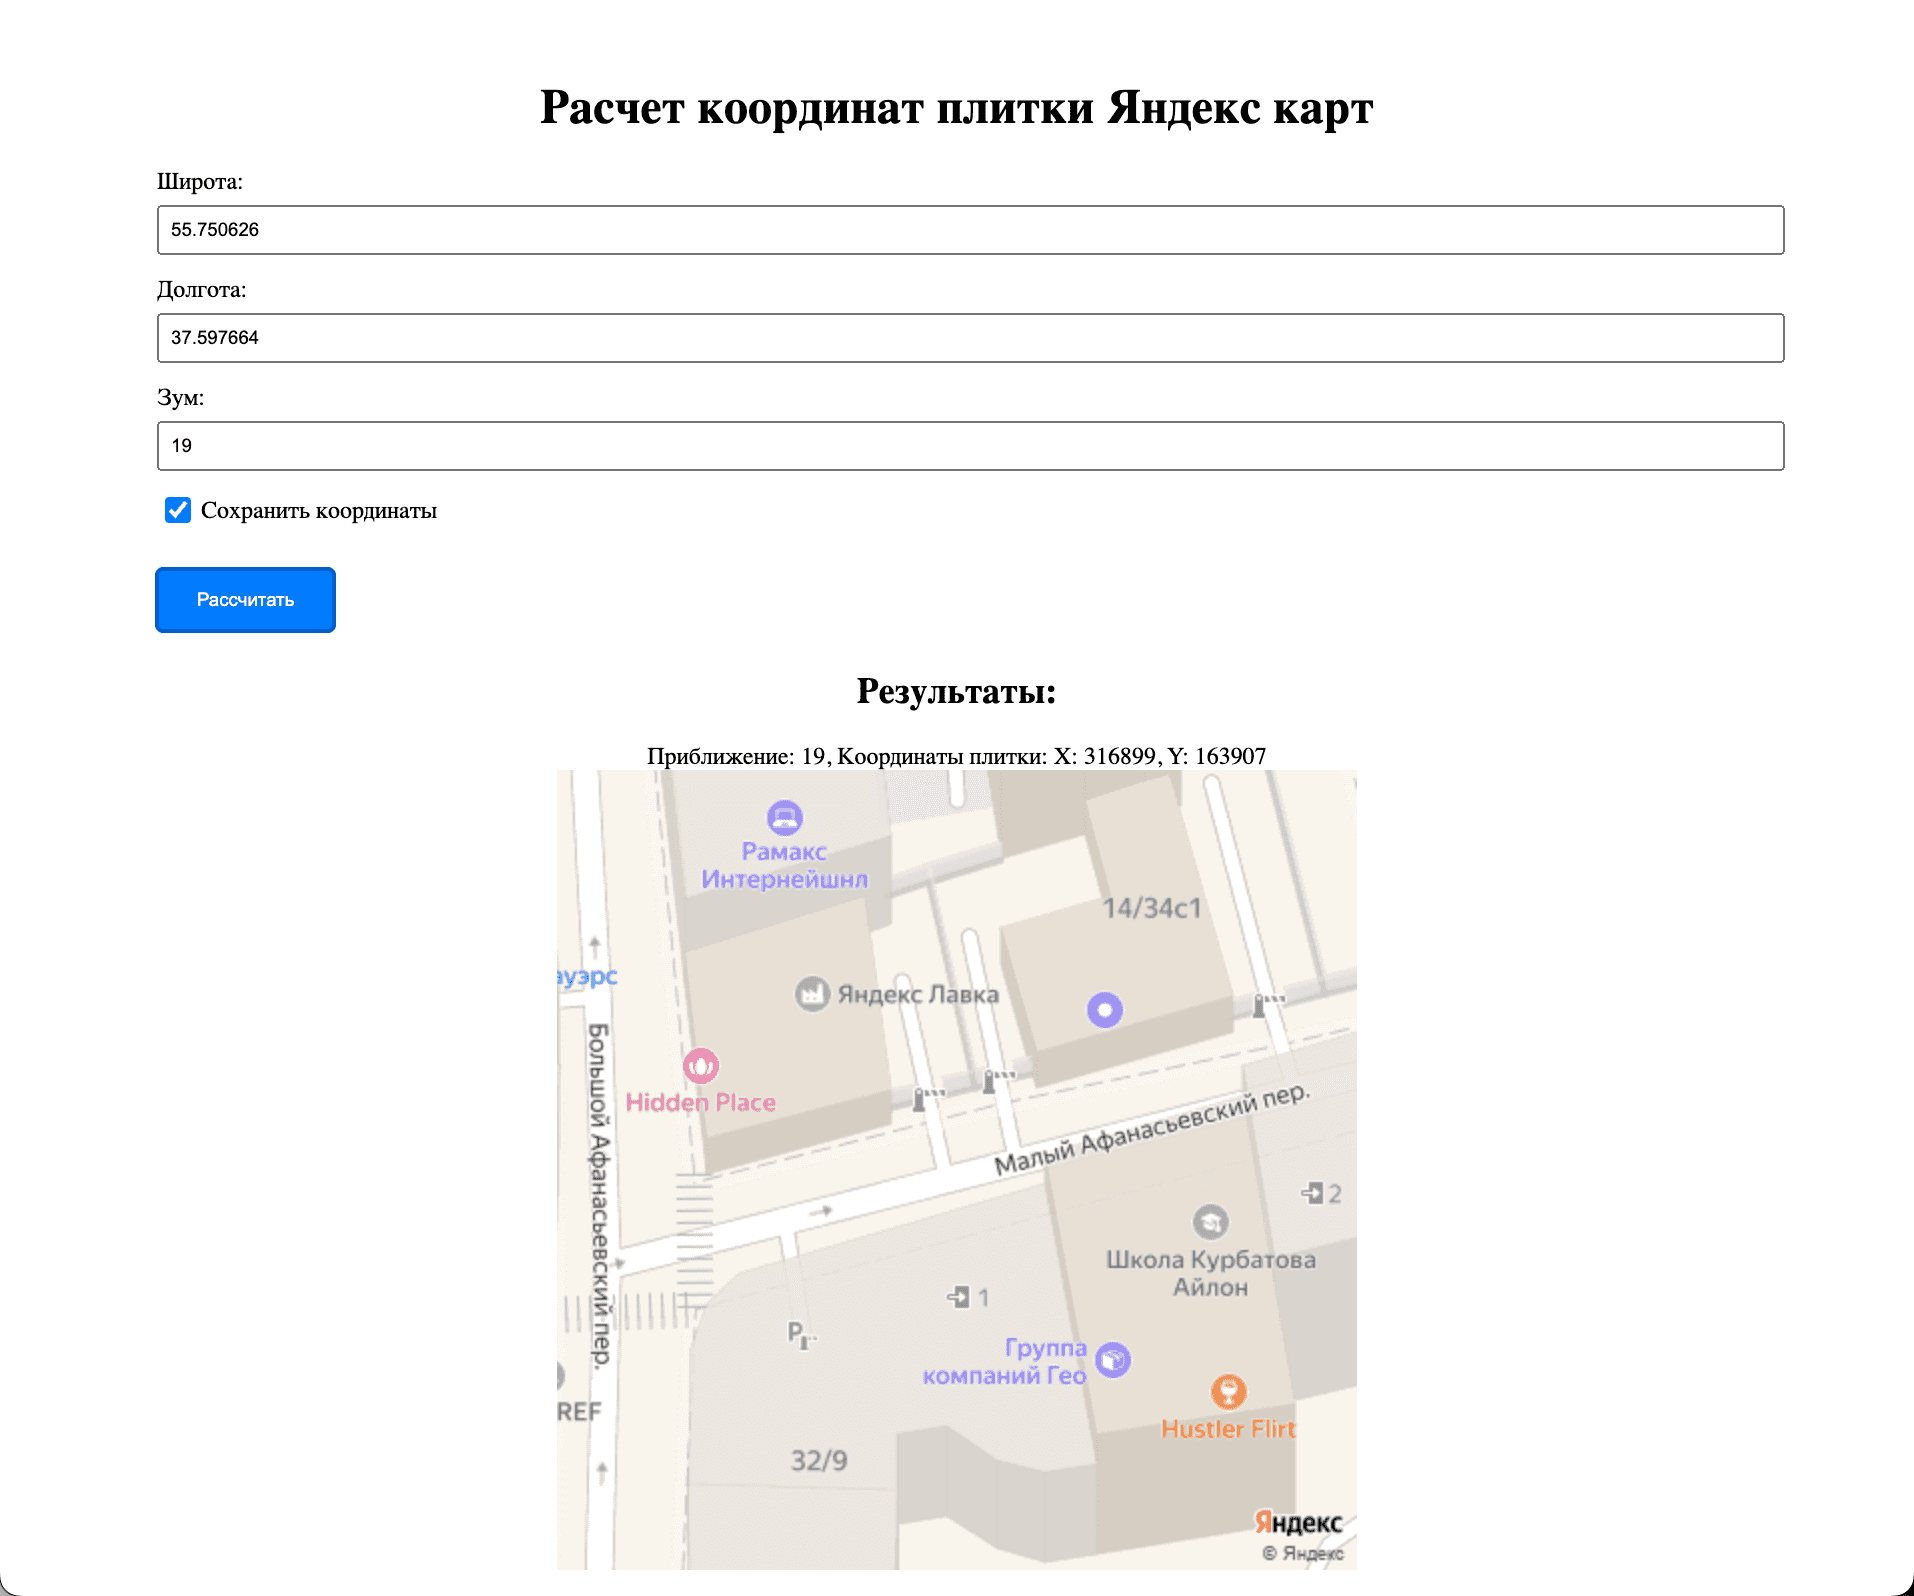 Расчет координат плитки Яндекс карт
Широта:
55.750626
Долгота:
37.597664
Зум:
19
Сохранить координаты
Рассчитать
Результаты:
Приближение: 19, Координаты плитки: X: 316899, Y: 163907
Рамакс
Интернейшнл
14/34с1
ауэрс
Яндекс Лавка
Большой Афанасьевский пер.
Hidden Place
Малый Афанасьевский пер.
2
Школа Курбатова
Айлон
1
P
Группа
компаний Гео
REF
Hustler Flirt
32/9
Яндекс
© Яндекс